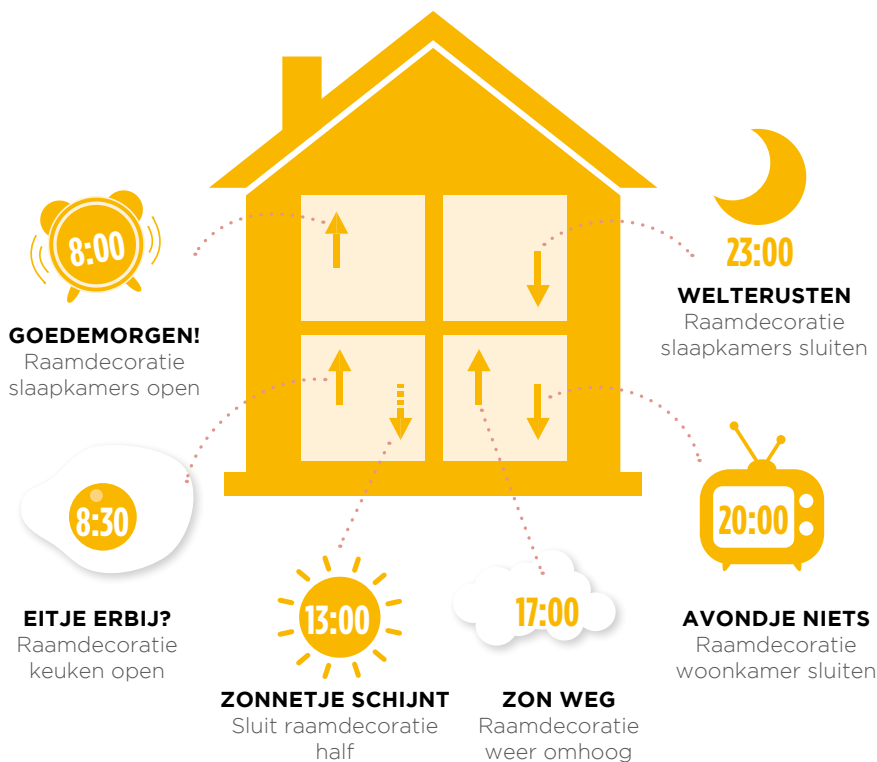 8:00
GOEDEMORGEN!
Raamdecoratie
slaapkamers open
23:00
WELTERUSTEN
Raamdecoratie
slaapkamers sluiten
8:30
EITJE ERBIJ?
Raamdecoratie
keuken open
13:00
ZONNETJE SCHIJNT
Sluit raamdecoratie
half
17:00
ZON WEG
Raamdecoratie
weer omhoog
20:00
AVONDJE NIETS
Raamdecoratie
woonkamer sluiten